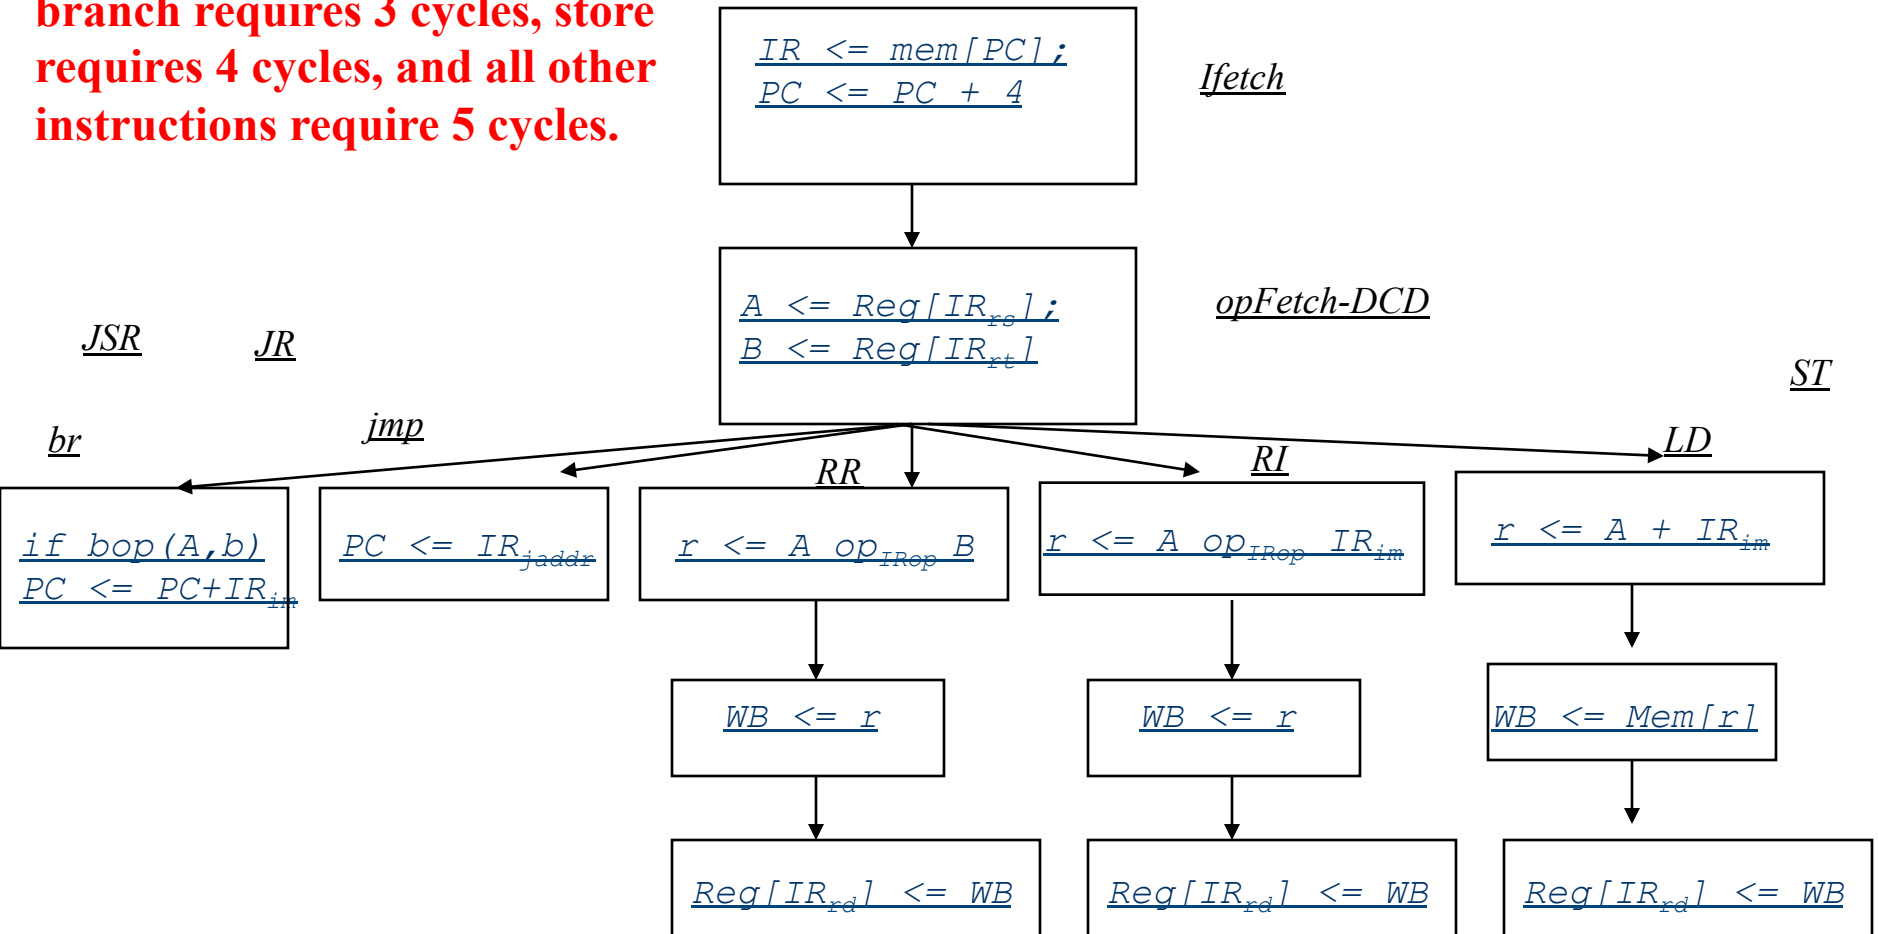 branch requires 3 cycles, store
requires 4 cycles, and all other
instructions require 5 cycles.
IR <= mem[PC];
PC <= PC + 4
Ifetch
A <= Reg[IRrs];
B <= Reg[IRrt]
opFetch-DCD
JSR
JR
ST
br
jmp
RR
RI
LD
if bop(A,b)
PC <= PC+IRim
PC <= IRjaddr
r <= A opIRop B
r <= A opIRop IRim
r <= A + IRim
WB <= r
WB <= r
WB <= Mem[r]
Reg[IRrd] <= WB
Reg[IRrd] <= WB
Reg[IRrd] <= WB